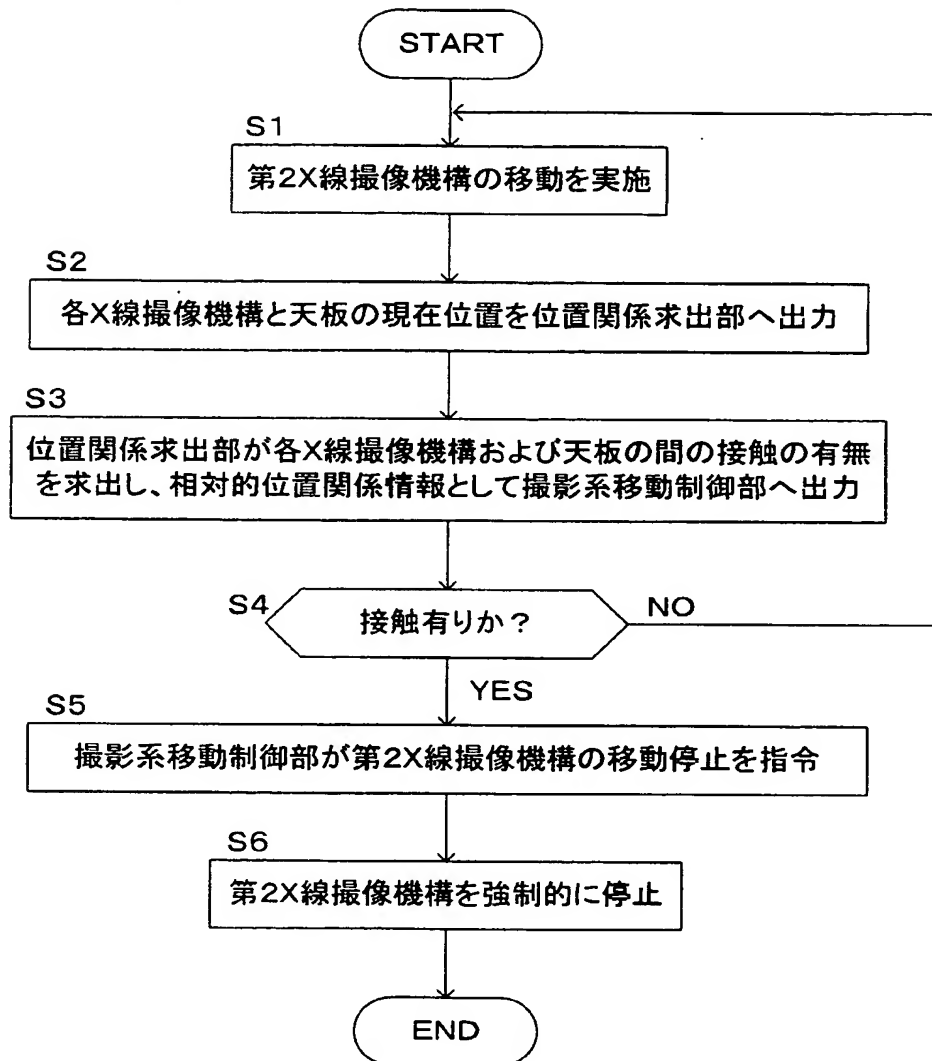 START
S1
第2X線撮像機構の移動を実施
S2
各X線撮像機構と天板の現在位置を位置関係求出部へ出力
S3
位置関係求出部が各X線撮像機構および天板の間の接触の有無
を求出し、相対的位置関係情報として撮影系移動制御部へ出力
S4
接触有りか？
NO
YES
S5
撮影系移動制御部が第2X線撮像機構の移動停止を指令
S6
第2X線撮像機構を強制的に停止
END